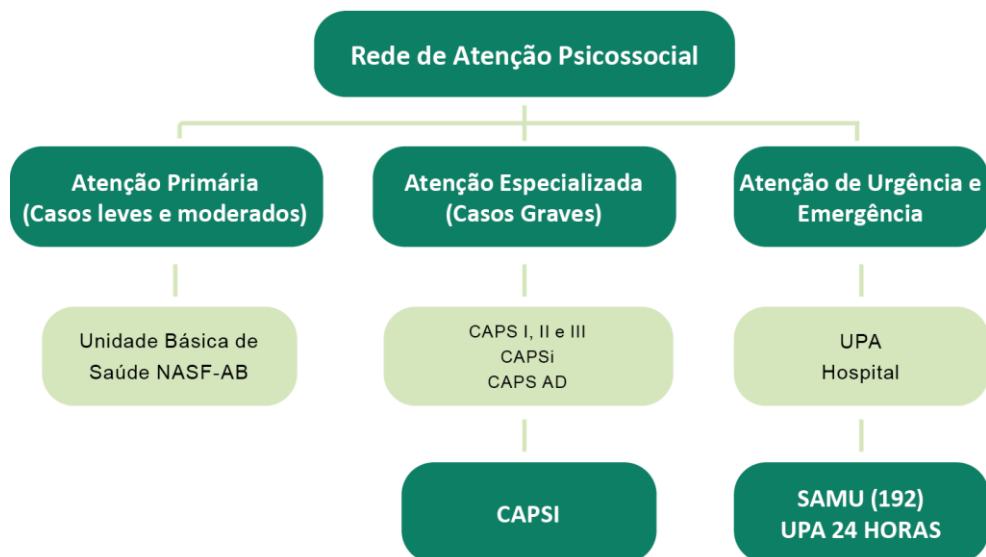 Rede de Atenção Psicossocial
Atenção Primária
(Casos leves e moderados)
Atenção Especializada
(Casos Graves)
Atenção de Urgência e
Emergência
Unidade Básica de
Saúde NASF-AB
CAPS I, II e III
CAPSi
CAPS AD
UPA
Hospital
CAPSI
SAMU (192)
UPA 24 HORAS